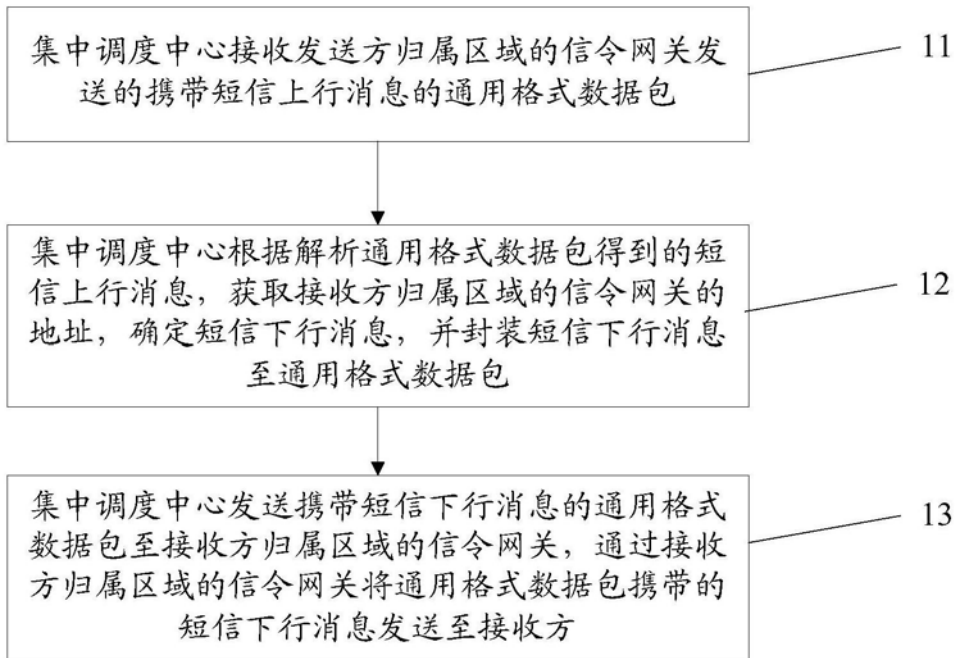 集中调度中心接收发送方归属区域的信令网关发
送的携带短信上行消息的通用格式数据包
11
集中调度中心根据解析通用格式数据包得到的短
信上行消息，获取接收方归属区域的信令网关的
地址，确定短信下行消息，并封装短信下行消息
至通用格式数据包
12
集中调度中心发送携带短信下行消息的通用格式
数据包至接收方归属区域的信令网关，通过接收
方归属区域的信令网关将通用格式数据包携带的
短信下行消息发送至接收方
13